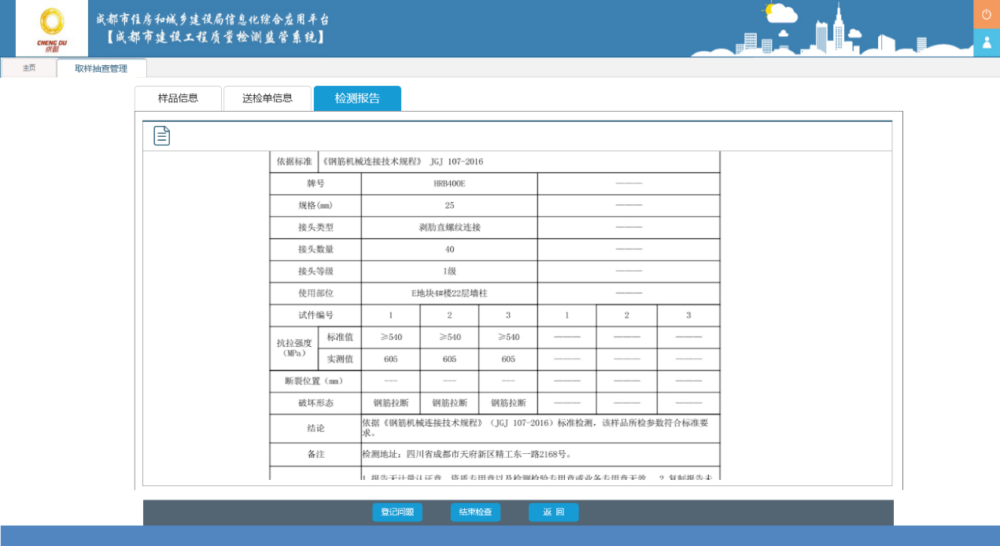 成都市住房和城乡建设局信息化综合应用平台
【成都市建设工程质量检测监管系统】
CHENG DU
成都
主页 取样抽查管理
样品信息 送检单信息 检测报告
依据标准 《钢筋机械连接技术规程》 JGJ 107-2016
牌号 HRB400E ———
规格(mm) 25 ———
接头类型 剥肋直螺纹连接 ———
接头数量 40 ———
接头等级 I级 ———
使用部位 E地块4#楼22层墙柱 ———
试件编号 1 2 3 1 2 3
抗拉强度（MPa） 标准值 ≥540 ≥540 ≥540 ——— ——— ———
实测值 605 605 605 ——— ——— ———
断裂位置（mm） --- --- --- ——— ——— ———
破坏形态 钢筋拉断 钢筋拉断 钢筋拉断 ——— ——— ———
结论 依据《钢筋机械连接技术规程》（JGJ 107-2016）标准检测，该样品所检参数符合标准要
求。
备注 检测地址：四川省成都市天府新区精工东一路2168号。
1.报告无计量认证章、资质专用章以及检测检验专用章或业务专用章无效。 2.复制报告未
登记问题 结束检查 返 回